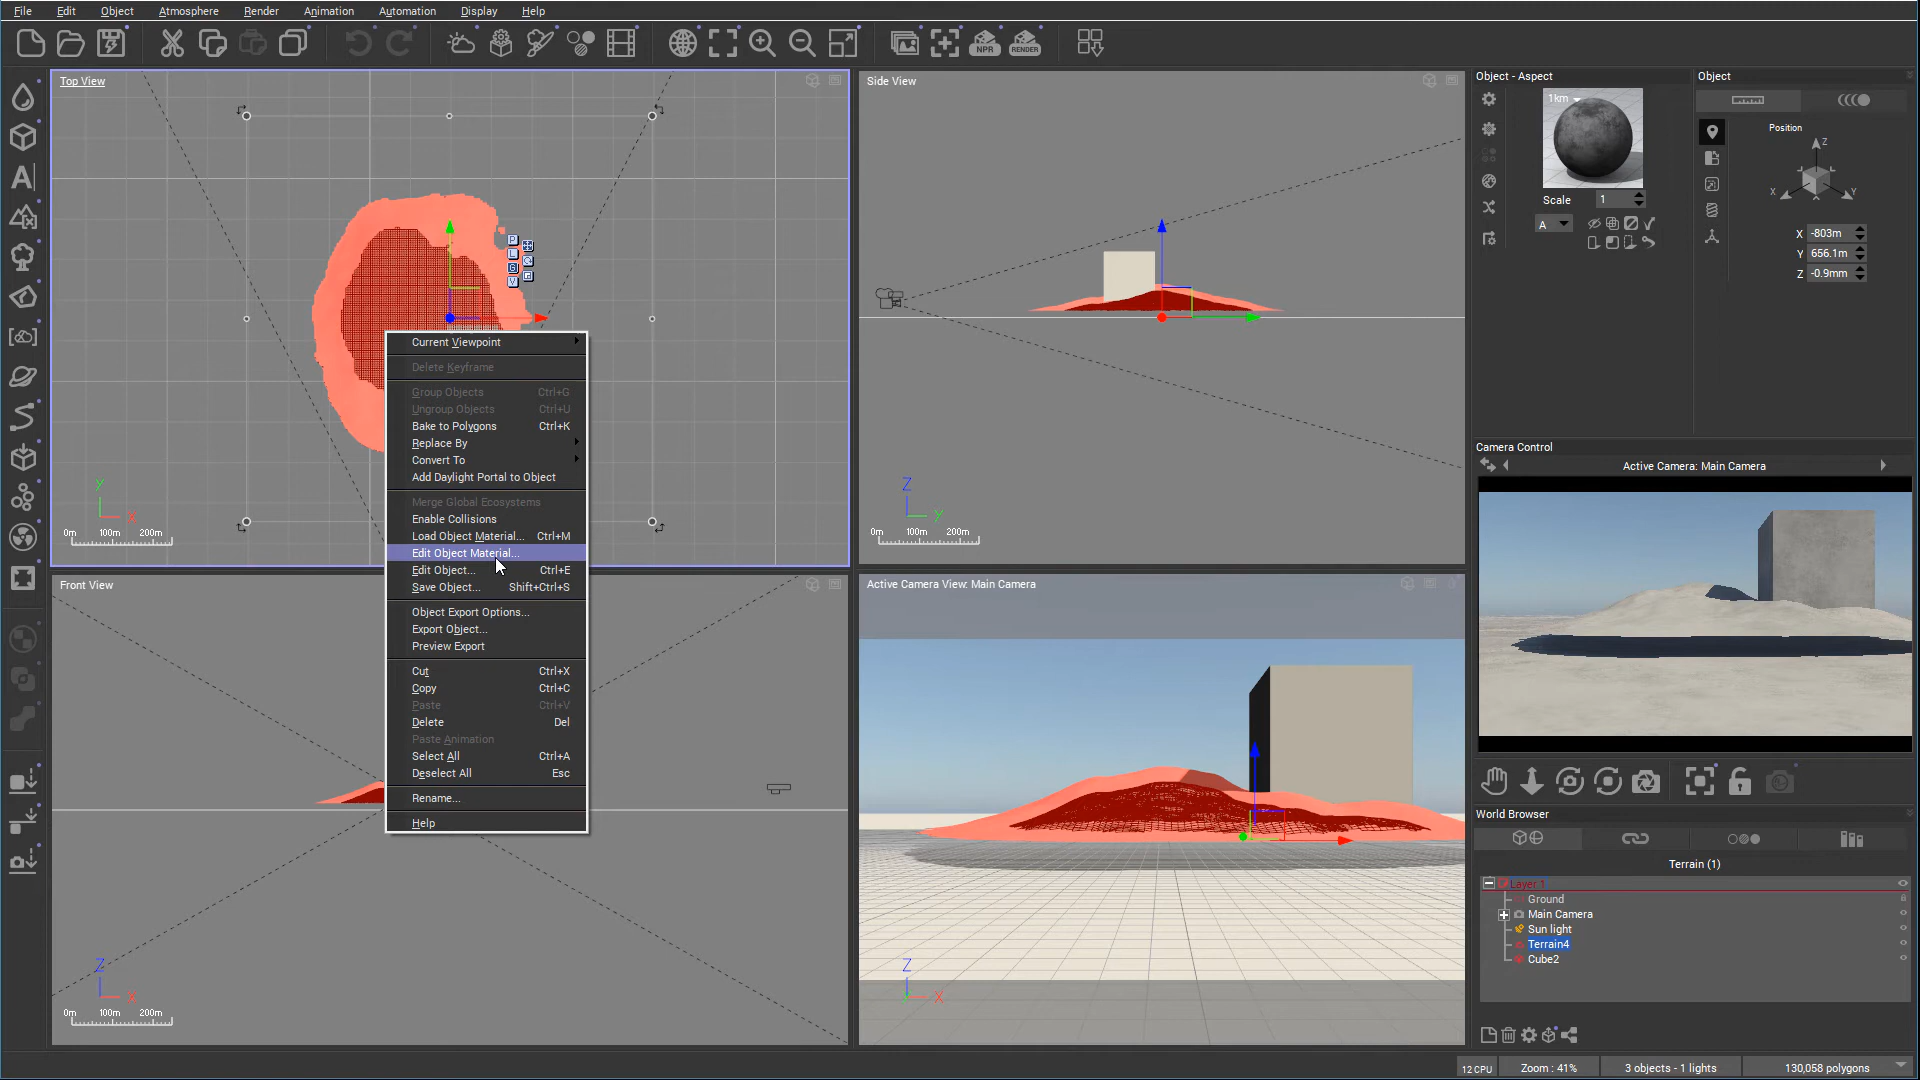 File Edit Object Atmosphere Render Animation Automation Display Help
NPR RENDER
Top View
P
L
G
V
Y
X
0m 100m 200m
Side View
Z
Y
0m 100m 200m
Front View
Z
X
0m 100m 200m
Active Camera View: Main Camera
Z
Y X
Current Viewpoint
Delete Keyframe
Group Objects Ctrl+G
Ungroup Objects Ctrl+U
Bake to Polygons Ctrl+K
Replace By
Convert To
Add Daylight Portal to Object
Merge Global Ecosystems
Enable Collisions
Load Object Material... Ctrl+M
Edit Object Material...
Edit Object... Ctrl+E
Save Object... Shift+Ctrl+S
Object Export Options...
Export Object...
Preview Export
Cut Ctrl+X
Copy Ctrl+C
Paste Ctrl+V
Delete Del
Paste Animation
Select All Ctrl+A
Deselect All Esc
Rename...
Help
Object - Aspect
1km
Scale 1
A
Object
Position
Z
X Y
X -803m
Y 656.1m
Z -0.9mm
Camera Control
Active Camera: Main Camera
World Browser
Terrain (1)
Layer 1
Ground
Main Camera
Sun light
Terrain4
Cube2
12 CPU Zoom : 41% 3 objects - 1 lights 130,058 polygons